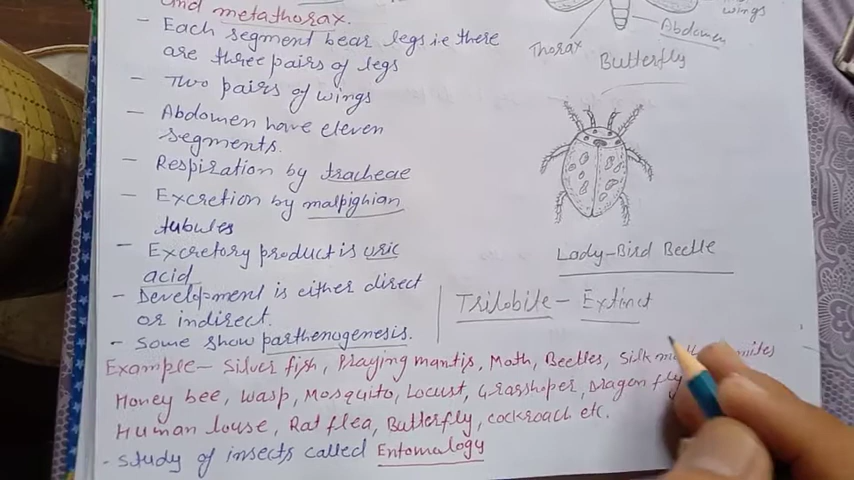 and metathorax.
- Each segment bear legs i.e there
are three pairs of legs
- Two pairs of wings
- Abdomen have eleven
segments.
- Respiration by tracheae
- Excretion by malpighian
tubules
- Excretory product is uric
acid
- Development is either direct
or indirect.
- Some show parthenogenesis.
wings
Abdomen
Thorax
Butterfly
Lady-Bird Beetle
Trilobite - Extinct
Example - Silver fish, Praying mantis, Moth, Beetles, Silk
Honey bee, Wasp, Mosquito, Locust, Grasshoper, Dragon fly
Human louse, Rat flea, Butterfly, cockroach etc.
- Study of insects called Entomology